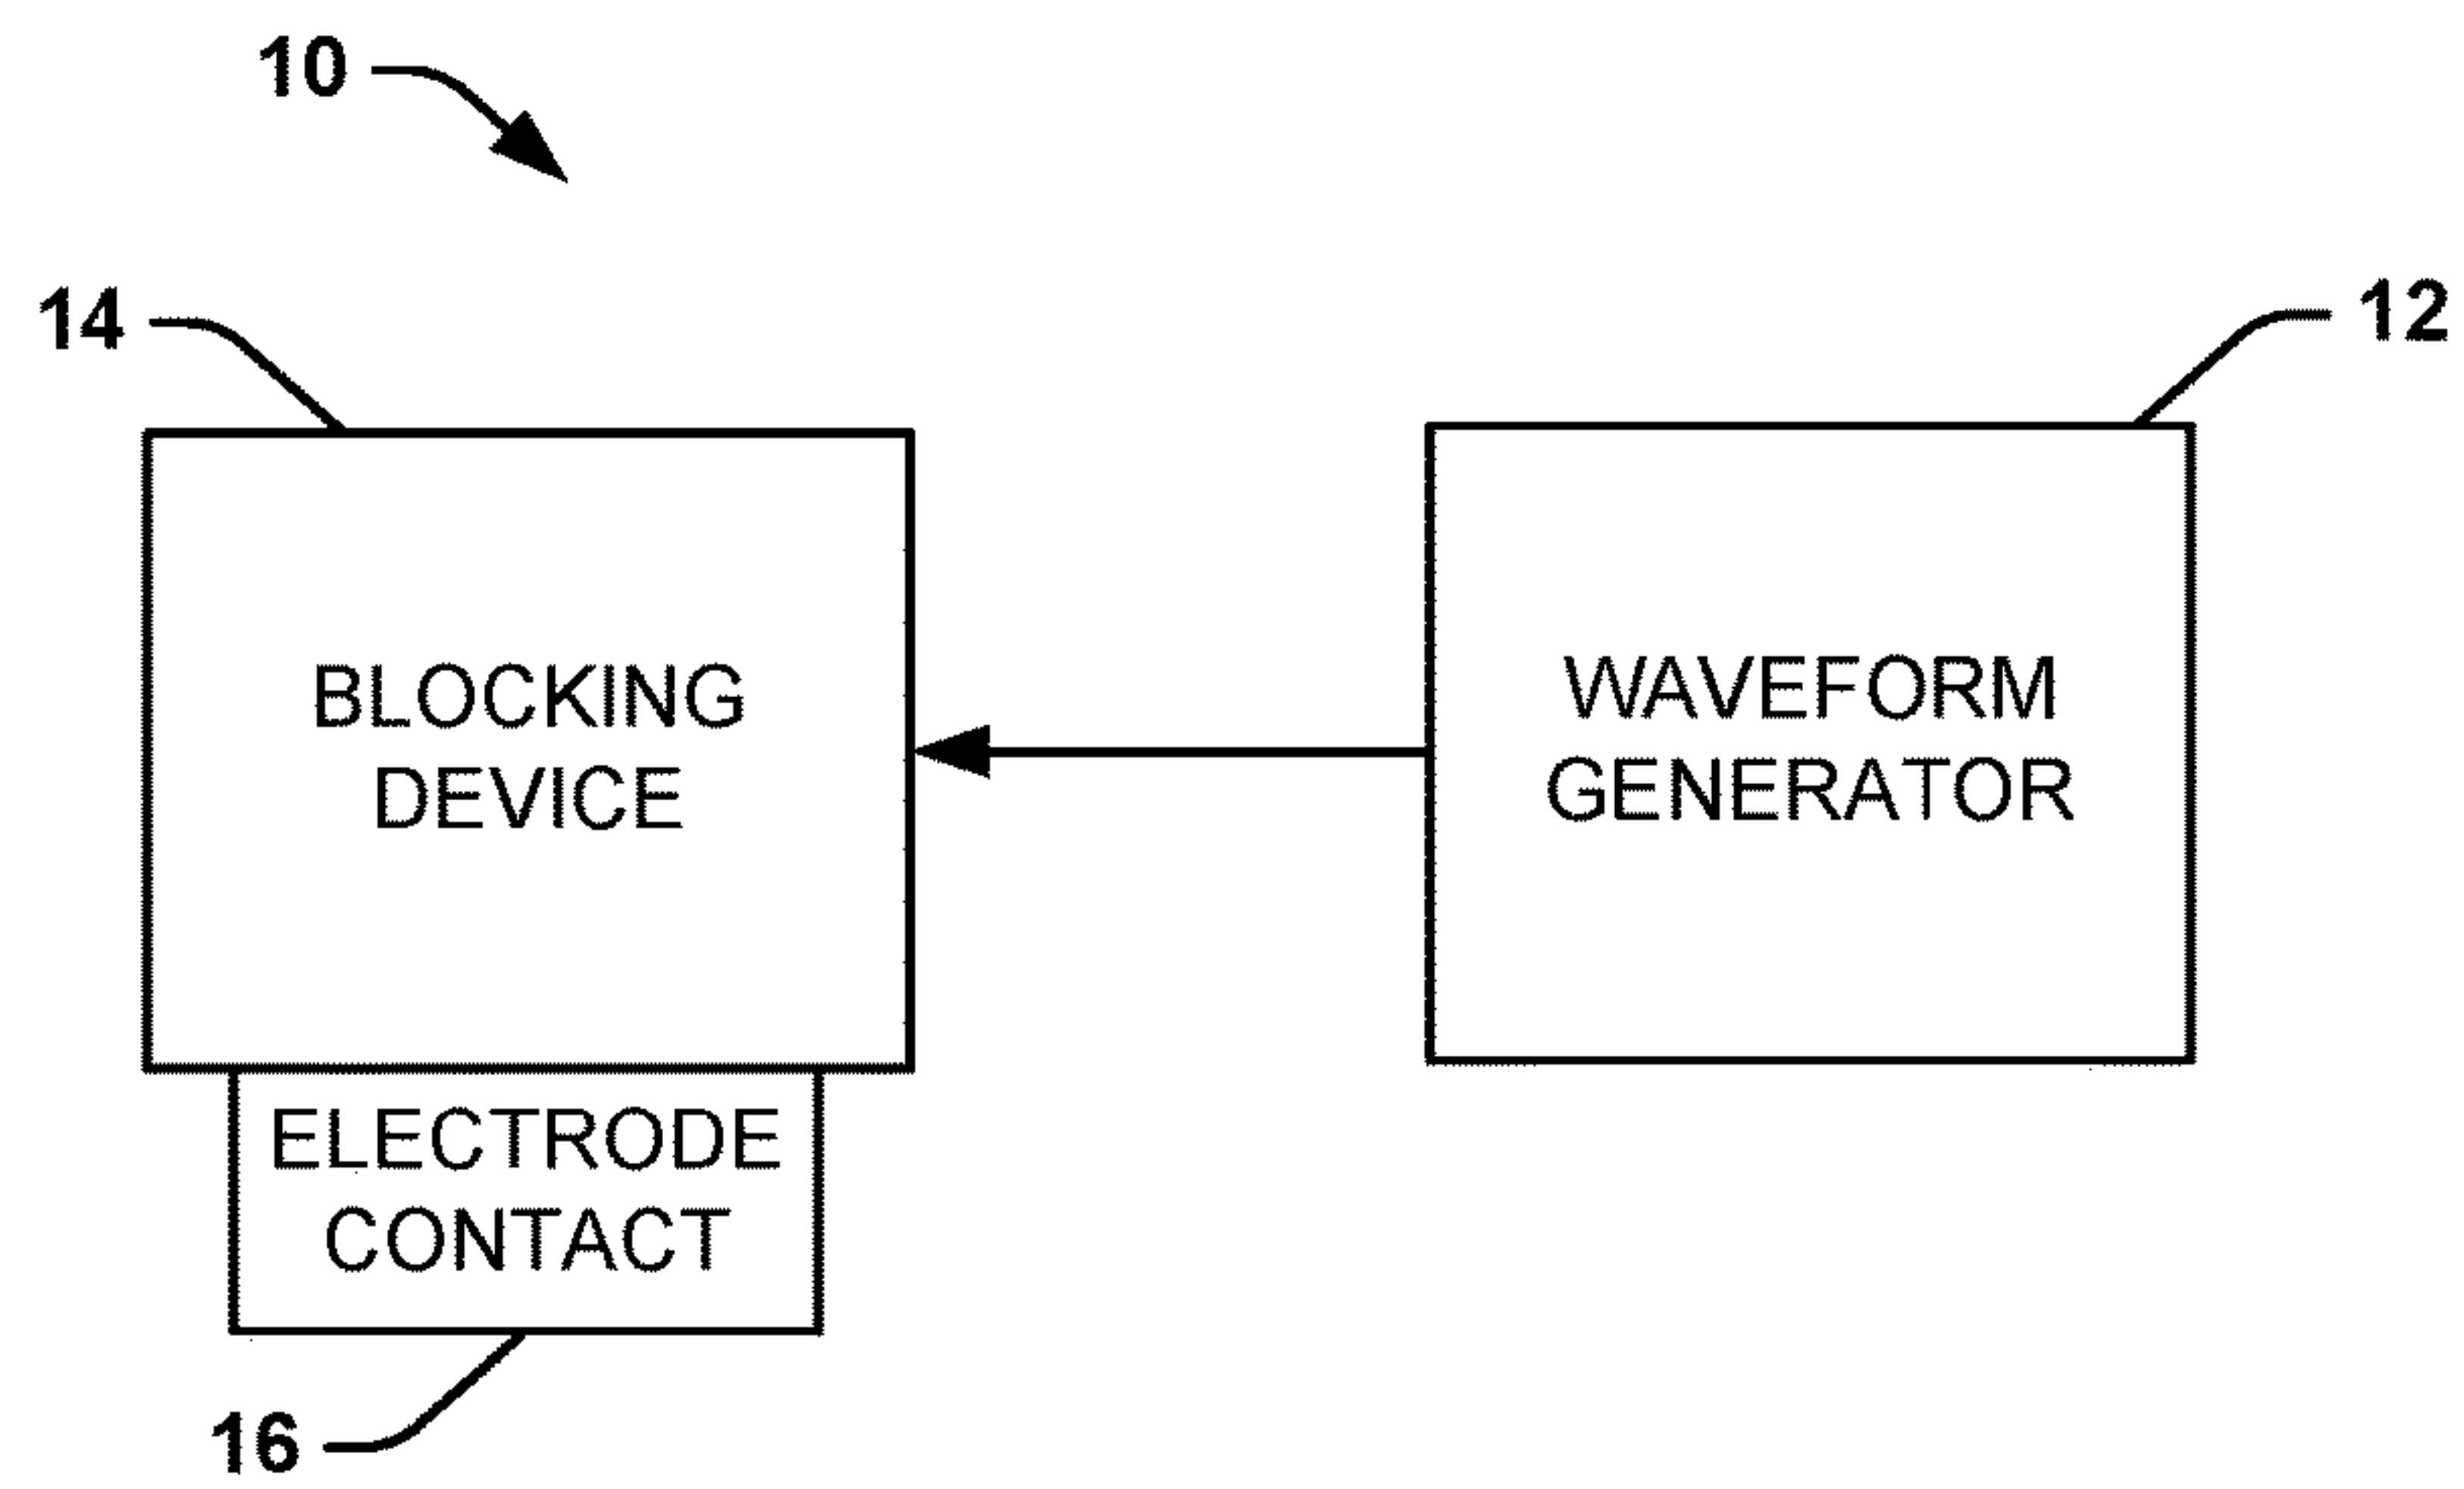 10
14
12
BLOCKING
DEVICE
WAVEFORM
GENERATOR
ELECTRODE
CONTACT
16